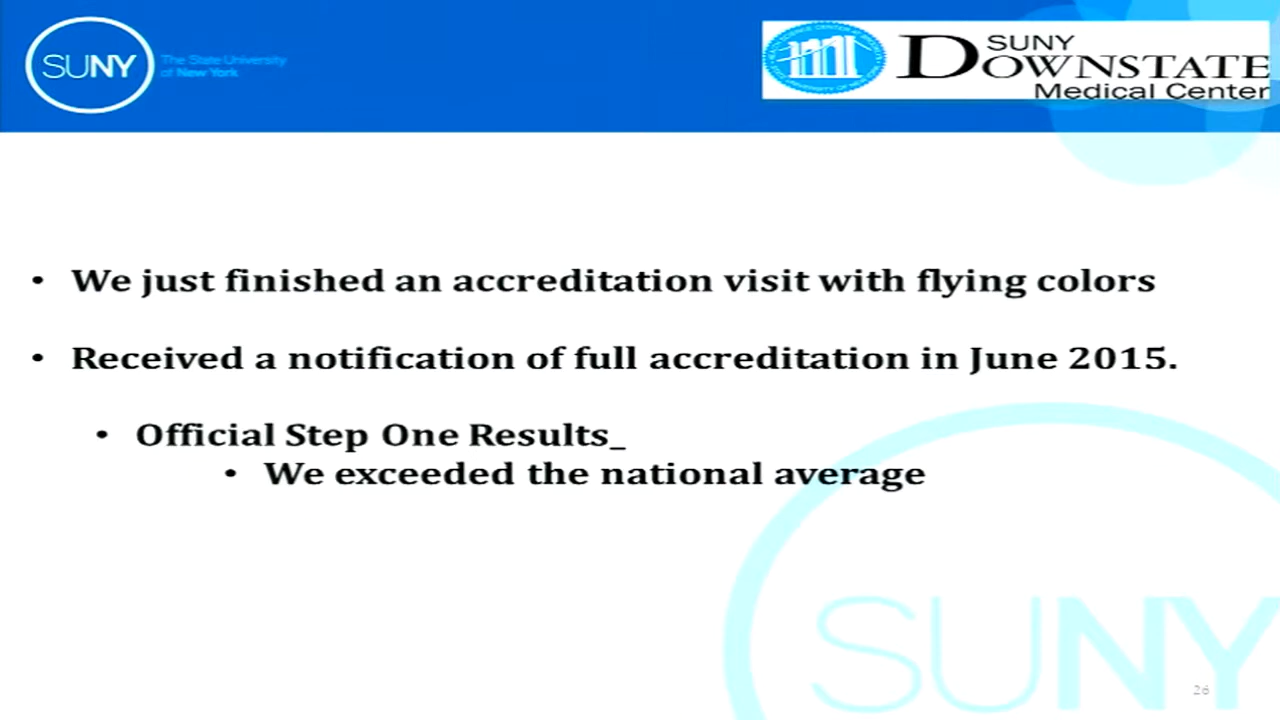 SUNY
The State University
of New York
SUNY
DOWNSTATE
Medical Center
• We just finished an accreditation visit with flying colors
• Received a notification of full accreditation in June 2015.
• Official Step One Results_
• We exceeded the national average
SUNY
26